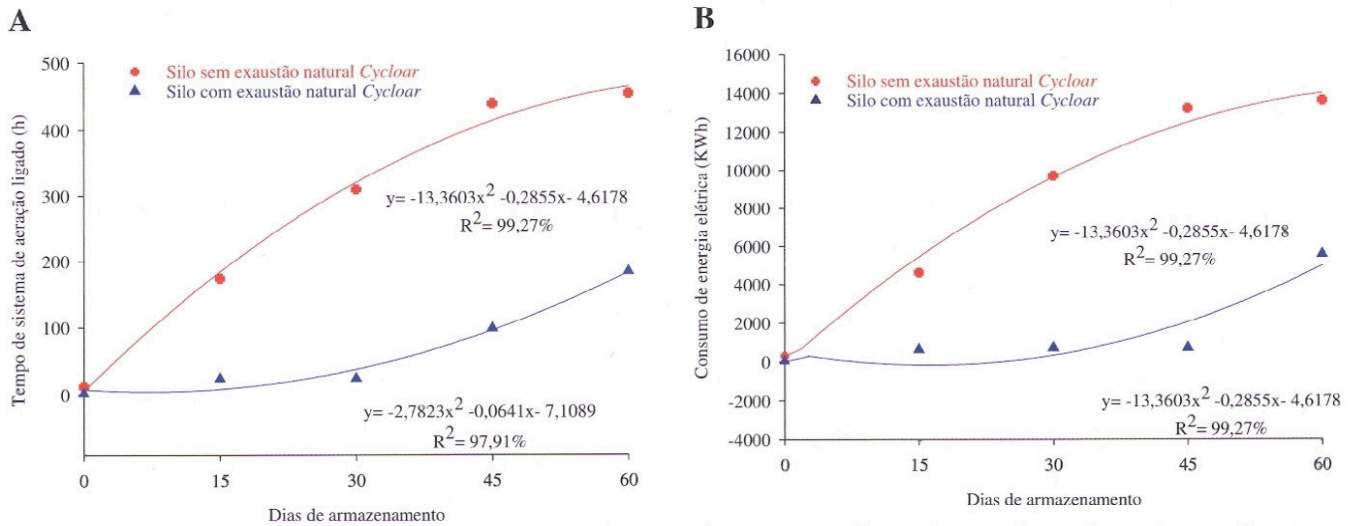 A
500
400
300
200
100
0
Tempo de sistema de aeração ligado (h)
Silo sem exaustão natural Cycloar
Silo com exaustão natural Cycloar
y= -13,3603x² -0,2855x- 4,6178
R²= 99,27%
y= -2,7823x² -0,0641x- 7,1089
R²= 97,91%
0 15 30 45 60
Dias de armazenamento
B
16000
14000
12000
10000
8000
6000
4000
2000
0
-2000
-4000
Consumo de energia elétrica (KWh)
Silo sem exaustão natural Cycloar
Silo com exaustão natural Cycloar
y= -13,3603x² -0,2855x- 4,6178
R²= 99,27%
y= -13,3603x² -0,2855x- 4,6178
R²= 99,27%
0 15 30 45 60
Dias de armazenamento